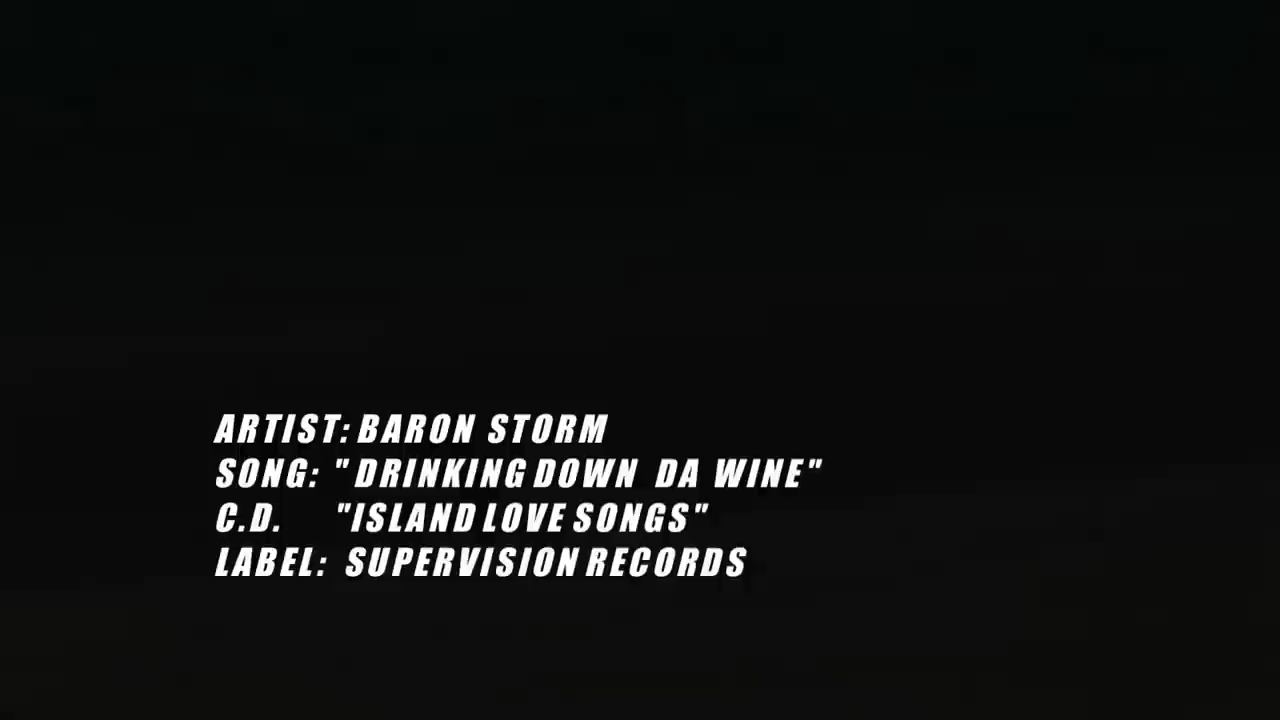 ARTIST: BARON STORM
SONG: "DRINKING DOWN DA WINE"
C.D. "ISLAND LOVE SONGS"
LABEL: SUPERVISION RECORDS